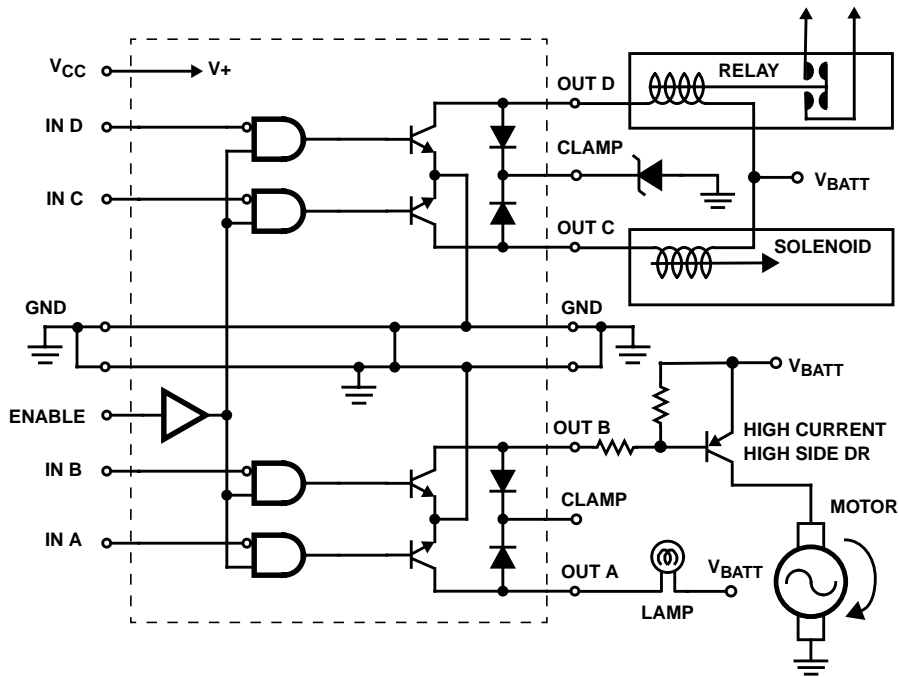 VCC
V+
IN D
IN C
GND
ENABLE
IN B
IN A
OUT D
CLAMP
OUT C
GND
OUT B
CLAMP
OUT A
RELAY
VBATT
SOLENOID
VBATT
HIGH CURRENT
HIGH SIDE DR
MOTOR
VBATT
LAMP